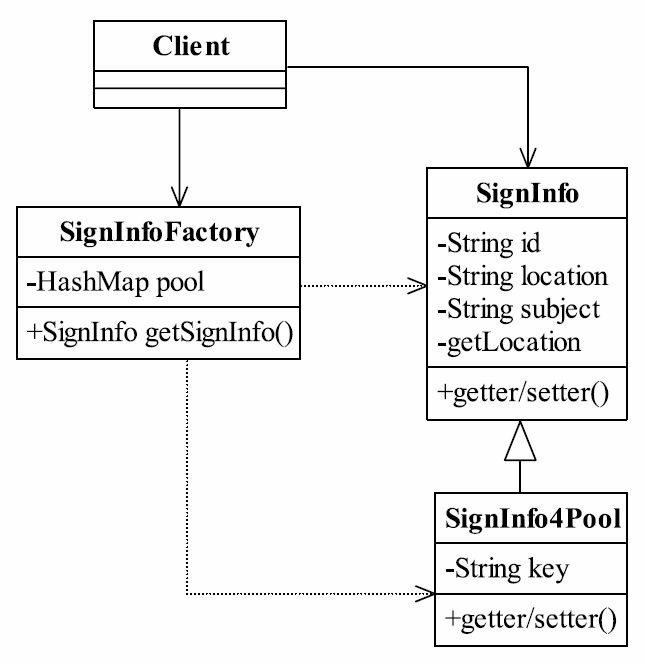 Client
SignInfo
-String id
-String location
-String subject
-getLocation
+getter/setter()
SignInfoFactory
-HashMap pool
+SignInfo getSignInfo()
SignInfo4Pool
-String key
+getter/setter()